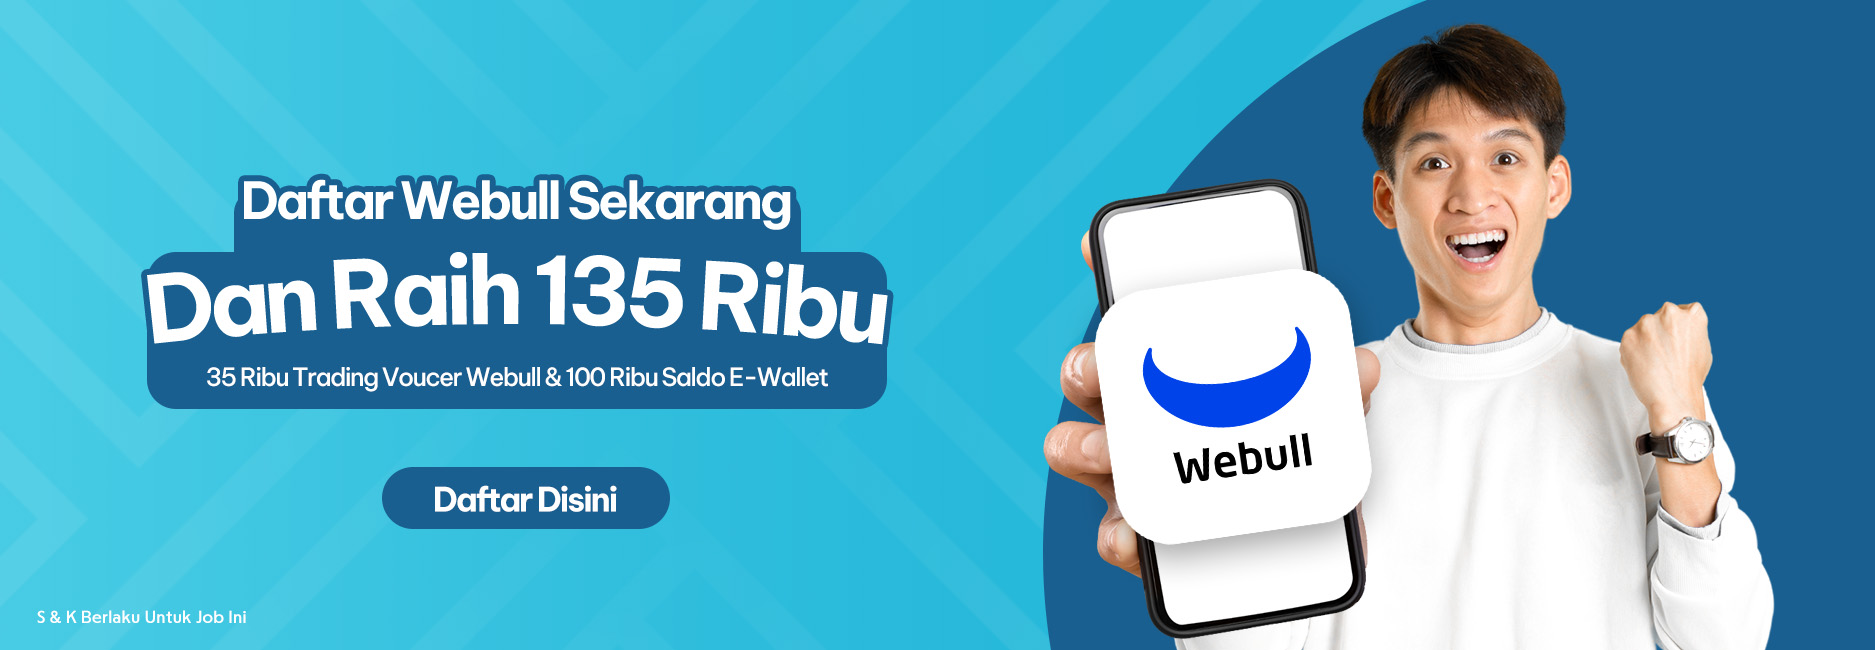 Daftar Webull Sekarang
Dan Raih 135 Ribu
35 Ribu Trading Voucer Webull & 100 Ribu Saldo E-Wallet
Daftar Disini
S & K Berlaku Untuk Job Ini
Webull